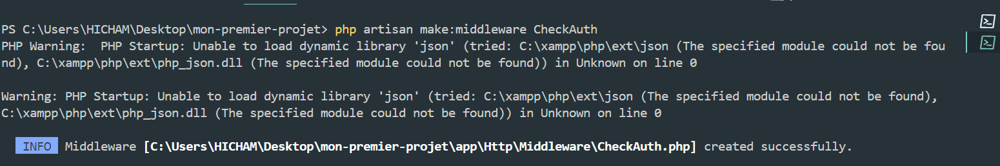 PS C:\Users\HICHAM\Desktop\mon-premier-projet> php artisan make:middleware CheckAuth
PHP Warning:  PHP Startup: Unable to load dynamic library 'json' (tried: C:\xampp\php\ext\json (The specified module could not be fou
nd), C:\xampp\php\ext\php_json.dll (The specified module could not be found)) in Unknown on line 0
Warning: PHP Startup: Unable to load dynamic library 'json' (tried: C:\xampp\php\ext\json (The specified module could not be found),
C:\xampp\php\ext\php_json.dll (The specified module could not be found)) in Unknown on line 0
INFO Middleware [C:\Users\HICHAM\Desktop\mon-premier-projet\app\Http\Middleware\CheckAuth.php] created successfully.